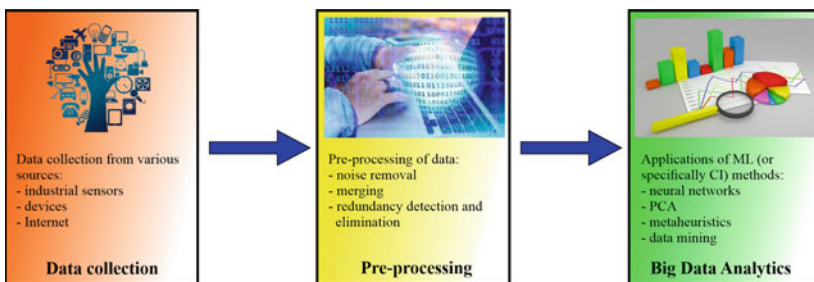 Data collection from various
sources:
- industrial sensors
- devices
- Internet
Data collection
Pre-processing of data:
- noise removal
- merging
- redundancy detection and
elimination
Pre-processing
Applications of ML (or
specifically CI) methods:
- neural networks
- PCA
- metaheuristics
- data mining
Big Data Analytics